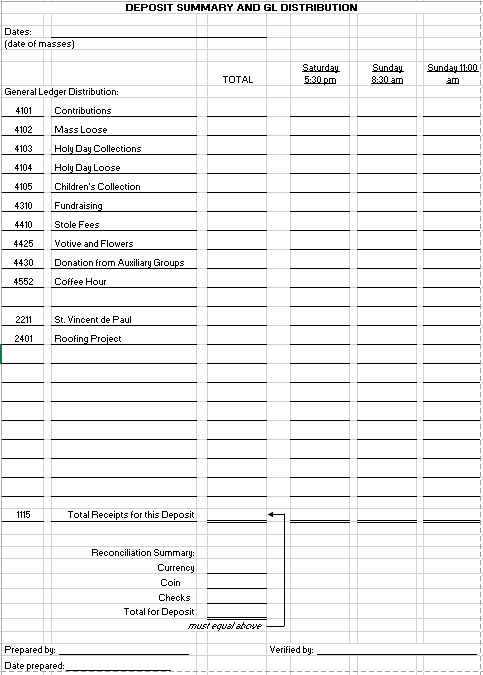 DEPOSIT SUMMARY AND GL DISTRIBUTION
Dates:
(date of masses)
TOTAL Saturday 5:30 pm Sunday 8:30 am Sunday 11:00 am
General Ledger Distribution:
4101 Contributions
4102 Mass Loose
4103 Holy Day Collections
4104 Holy Day Loose
4105 Children's Collection
4310 Fundraising
4410 Stole Fees
4425 Votive and Flowers
4430 Donation from Auxiliary Groups
4552 Coffee Hour
2211 St. Vincent de Paul
2401 Roofing Project
1115 Total Receipts for this Deposit
Reconciliation Summary:
Currency
Coin
Checks
Total for Deposit
must equal above
Prepared by: Verified by:
Date prepared: